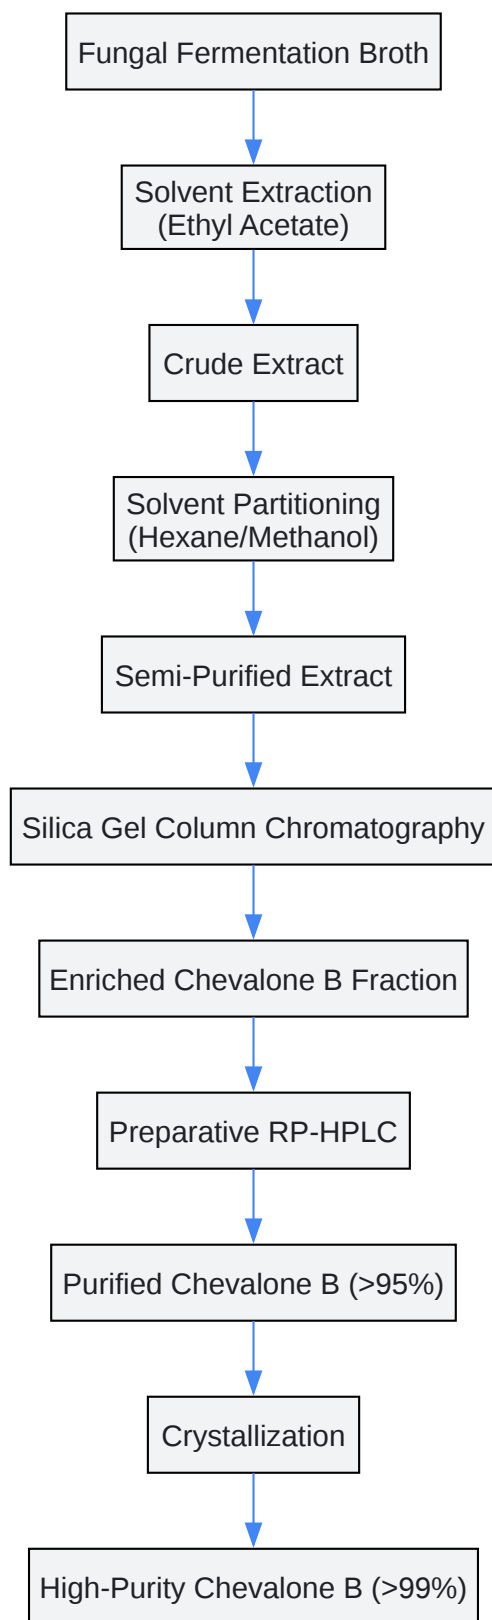 Fungal Fermentation Broth
Solvent Extraction
(Ethyl Acetate)
Crude Extract
Solvent Partitioning
(Hexane/Methanol)
Semi-Purified Extract
Silica Gel Column Chromatography
Enriched Chevalone B Fraction
Preparative RP-HPLC
Purified Chevalone B (>95%)
Crystallization
High-Purity Chevalone B (>99%)